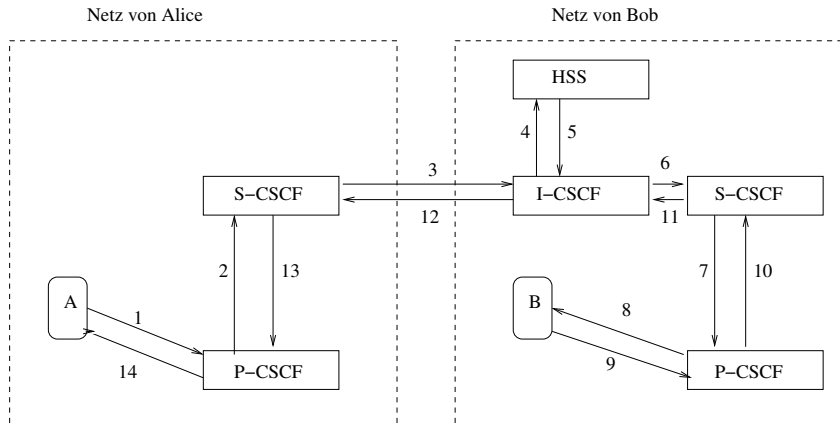 Netz von Alice
Netz von Bob
HSS
4
5
3
6
S-CSCF
I-CSCF
S-CSCF
12
11
2
13
7
10
A
1
B
8
14
P-CSCF
9
P-CSCF